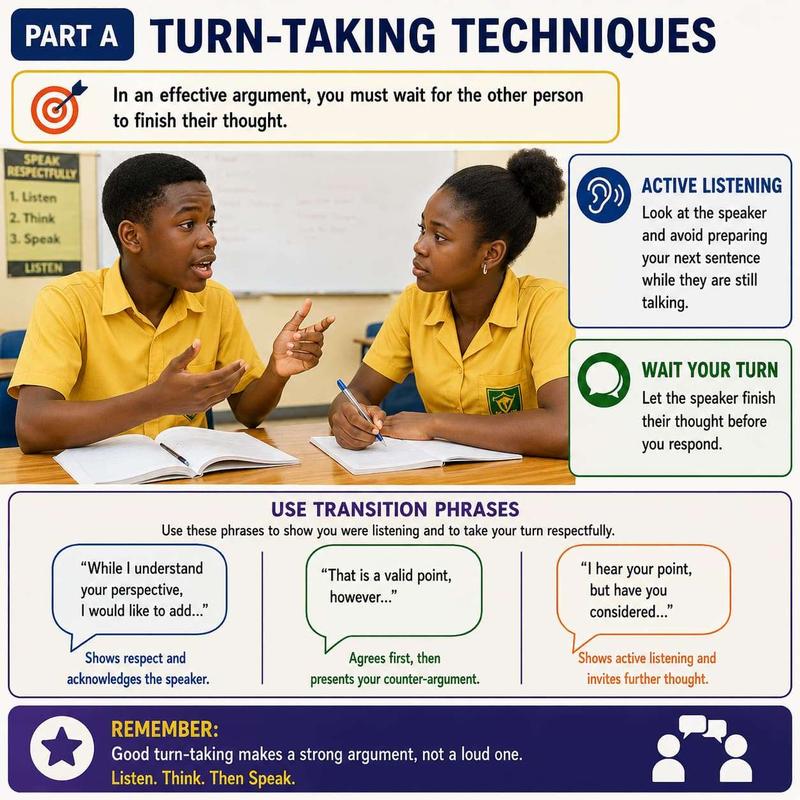 PART A
TURN-TAKING TECHNIQUES
In an effective argument, you must wait for the other person
to finish their thought.
SPEAK
RESPECTFULLY
1. Listen
2. Think
3. Speak
LISTEN
ACTIVE LISTENING
Look at the speaker
and avoid preparing
your next sentence
while they are still
talking.
WAIT YOUR TURN
Let the speaker finish
their thought before
you respond.
USE TRANSITION PHRASES
Use these phrases to show you were listening and to take your turn respectfully.
“While I understand
your perspective,
I would like to add...”
Shows respect and
acknowledges the speaker.
“That is a valid point,
however...”
Agrees first, then
presents your counter-argument.
“I hear your point,
but have you
considered...”
Shows active listening and
invites further thought.
REMEMBER:
Good turn-taking makes a strong argument, not a loud one.
Listen. Think. Then Speak.